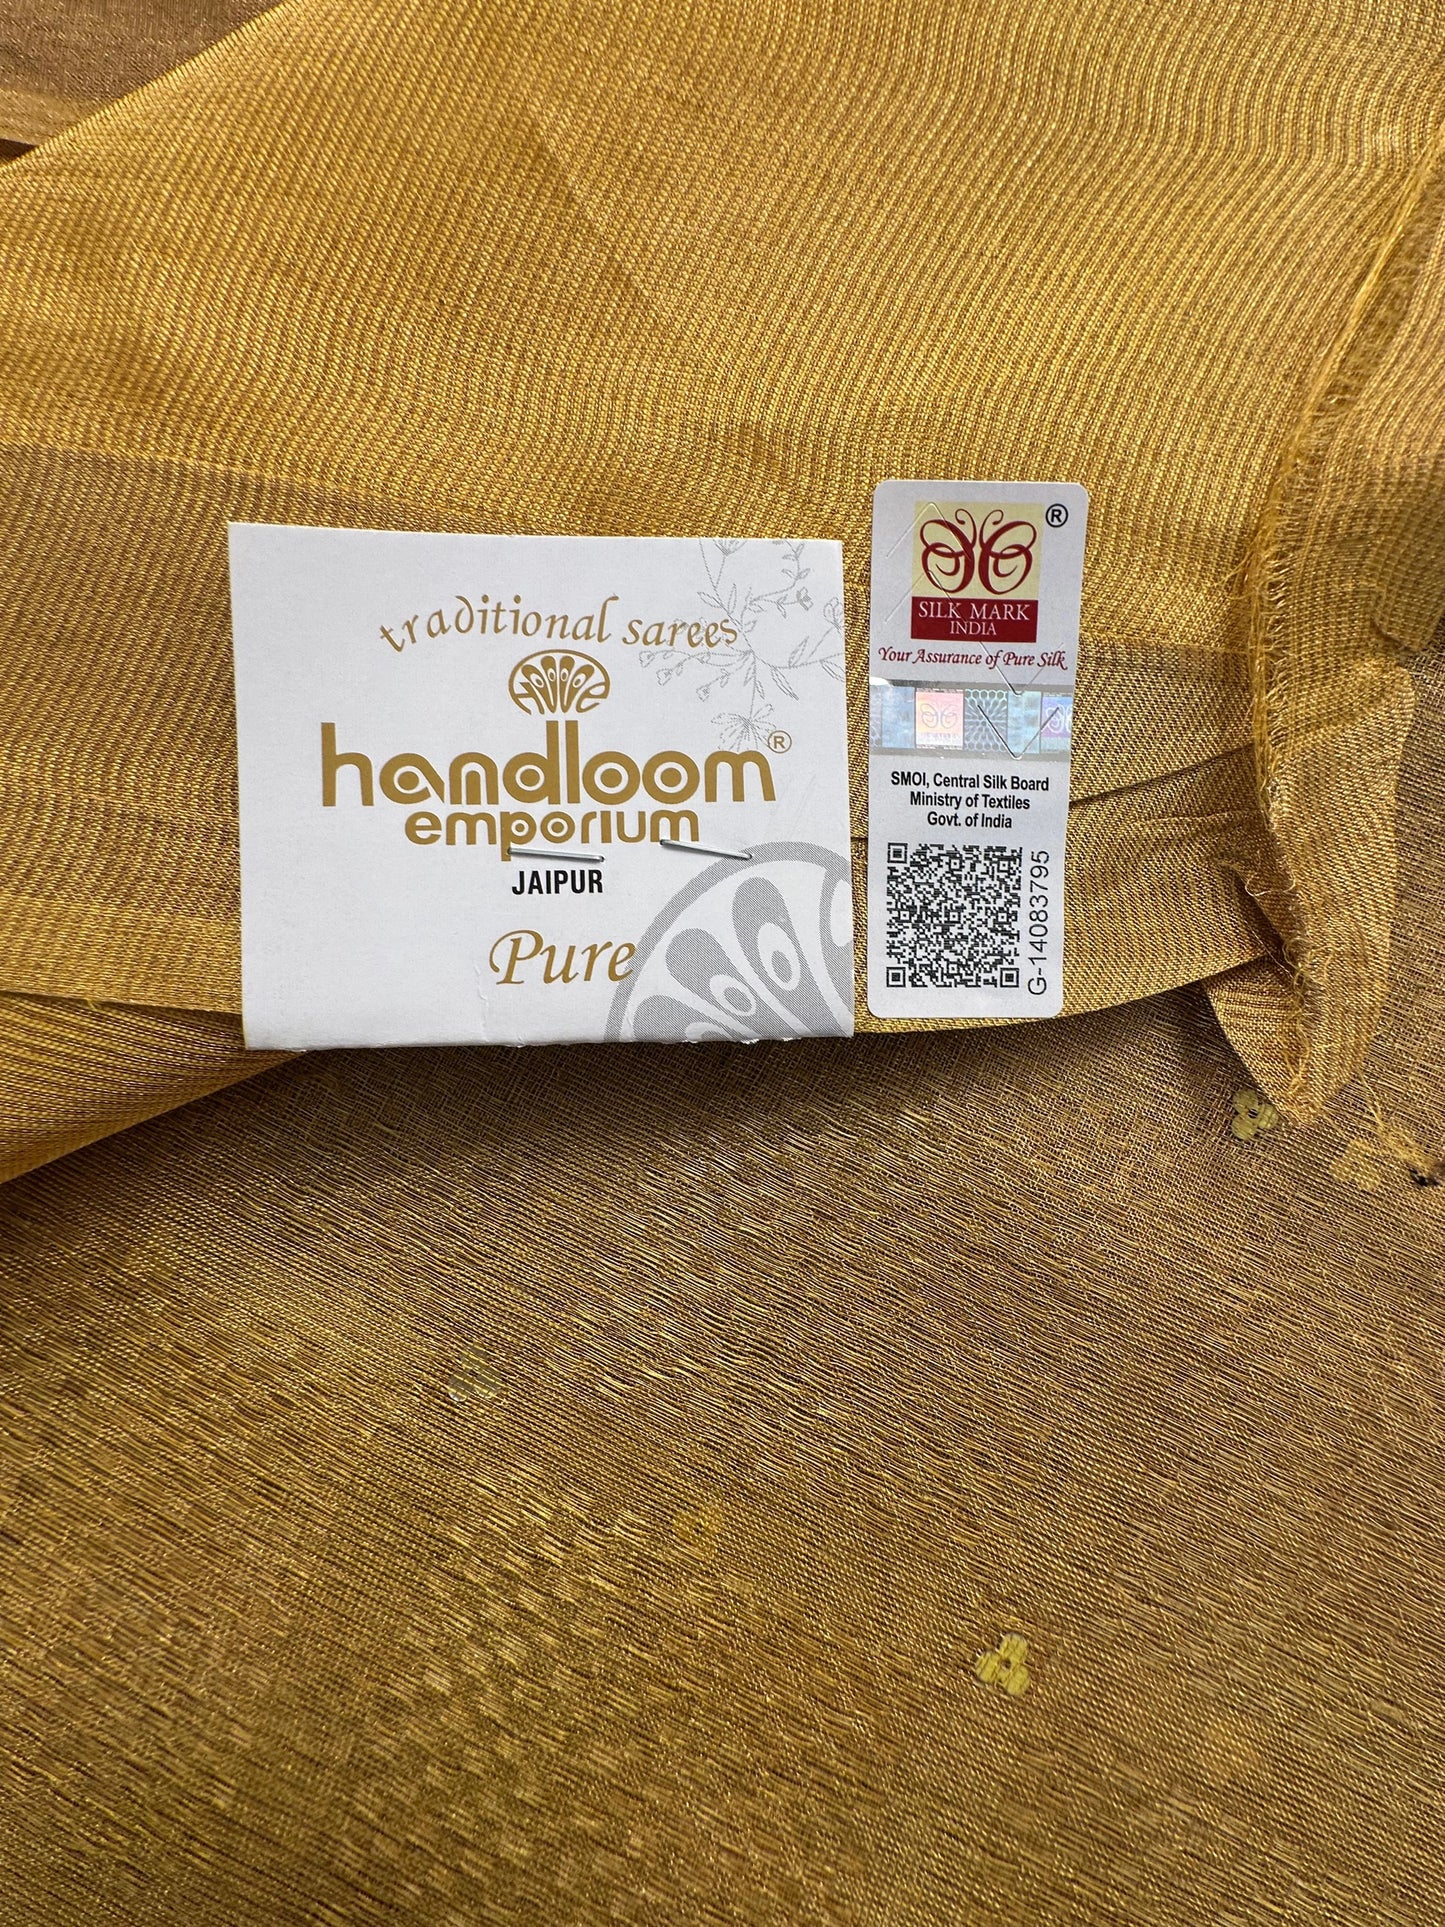 traditional sarees
handloom®
emporium
JAIPUR
Pure
®
SILK MARK
INDIA
Your Assurance of Pure Silk
SMOI, Central Silk Board
Ministry of Textiles
Govt. of India
G-14083795